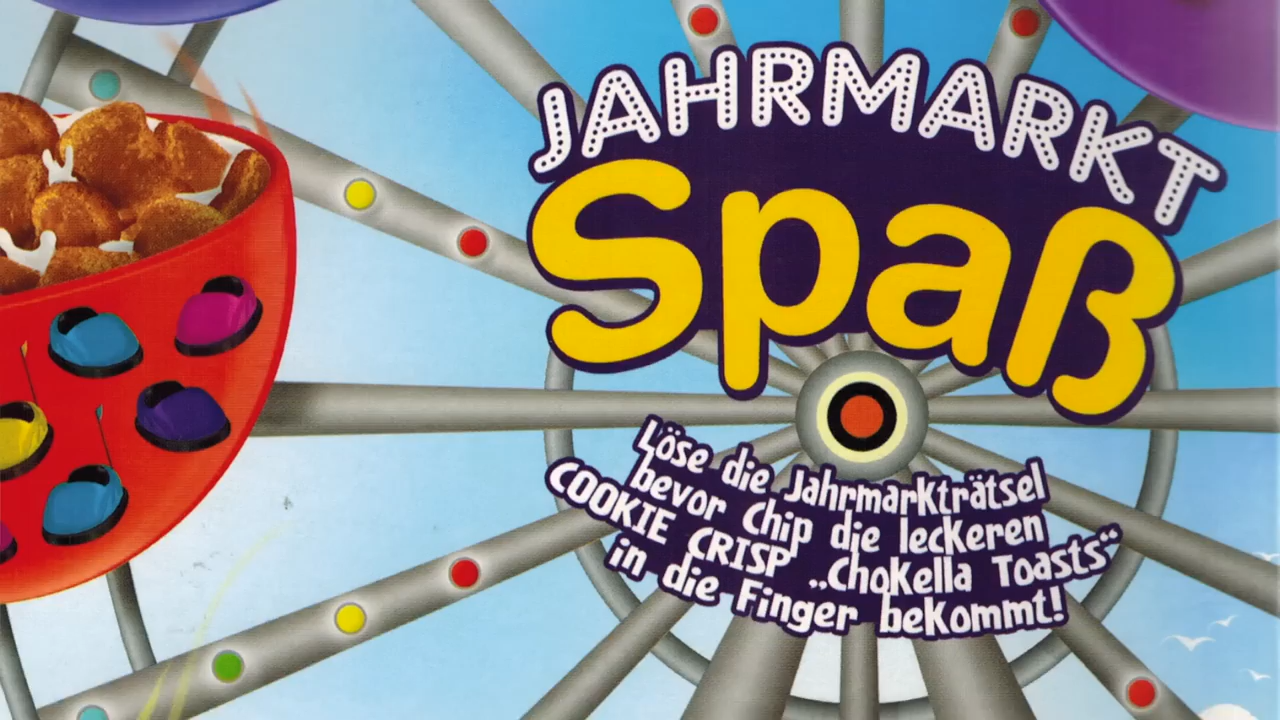 JAHRMARKT
Spaß
Löse die Jahrmarkträtsel
bevor Chip die leckeren
COOKIE CRISP „Chokella Toasts“
in die Finger bekommt!